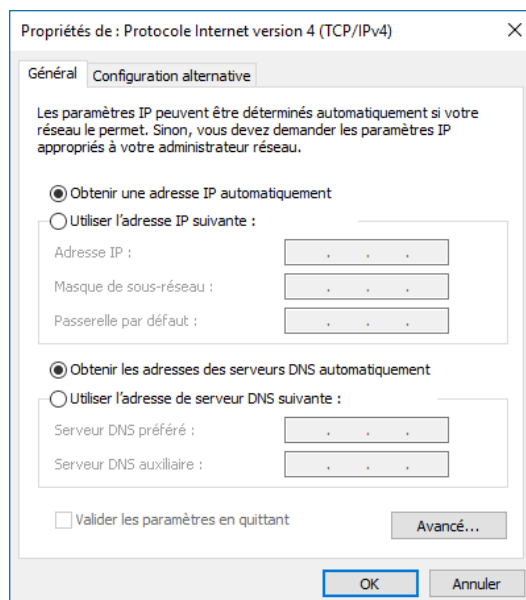 Propriétés de : Protocole Internet version 4 (TCP/IPv4)
Général
Configuration alternative
Les paramètres IP peuvent être déterminés automatiquement si votre
réseau le permet. Sinon, vous devez demander les paramètres IP
appropriés à votre administrateur réseau.
Obtenir une adresse IP automatiquement
Utiliser l'adresse IP suivante :
Adresse IP :
Masque de sous-réseau :
Passerelle par défaut :
Obtenir les adresses des serveurs DNS automatiquement
Utiliser l'adresse de serveur DNS suivante :
Serveur DNS préféré :
Serveur DNS auxiliaire :
Valider les paramètres en quittant
Avancé...
OK
Annuler